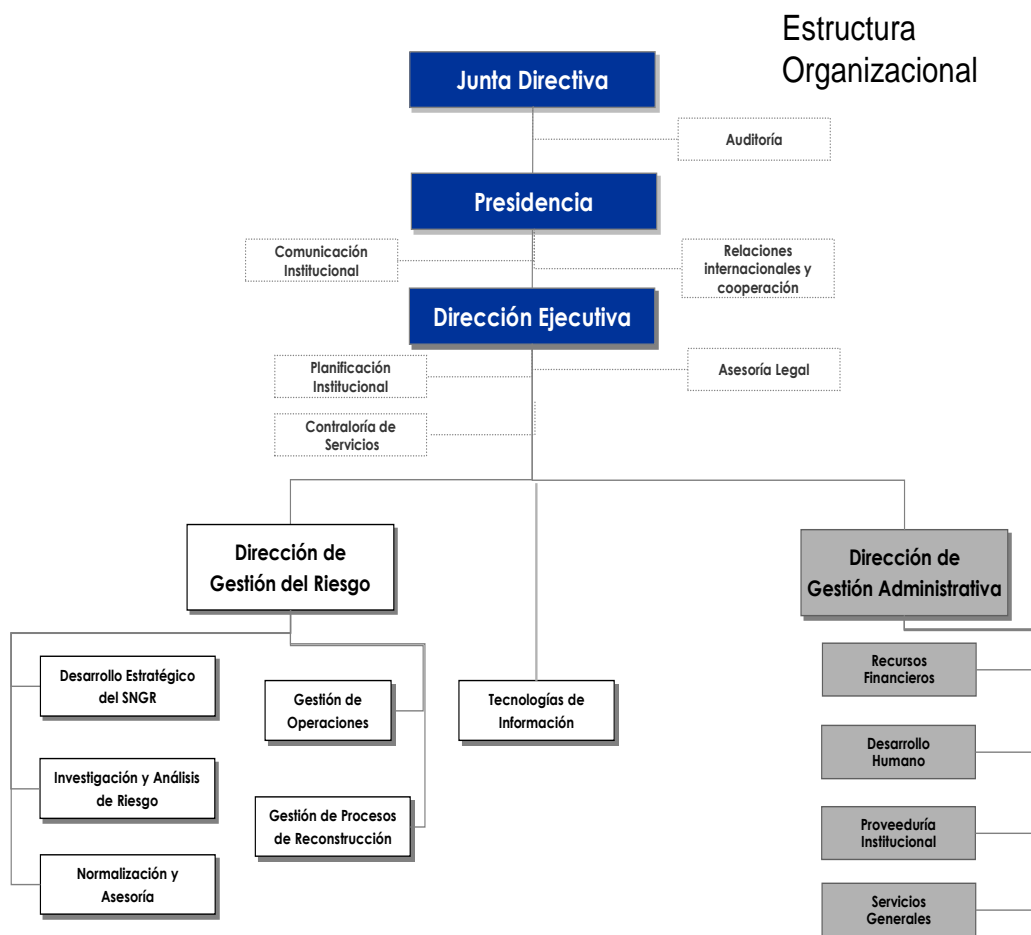 Estructura
Organizacional
Junta Directiva
Auditoría
Presidencia
Comunicación
Institucional
Relaciones
internacionales y
cooperación
Dirección Ejecutiva
Planificación
Institucional
Asesoría Legal
Contraloría de
Servicios
Dirección de
Gestión del Riesgo
Dirección de
Gestión Administrativa
Desarrollo Estratégico
del SNGR
Gestión de
Operaciones
Tecnologías de
Información
Recursos
Financieros
Desarrollo
Humano
Investigación y Análisis
de Riesgo
Gestión de Procesos
de Reconstrucción
Proveeduría
Institucional
Normalización y
Asesoría
Servicios
Generales